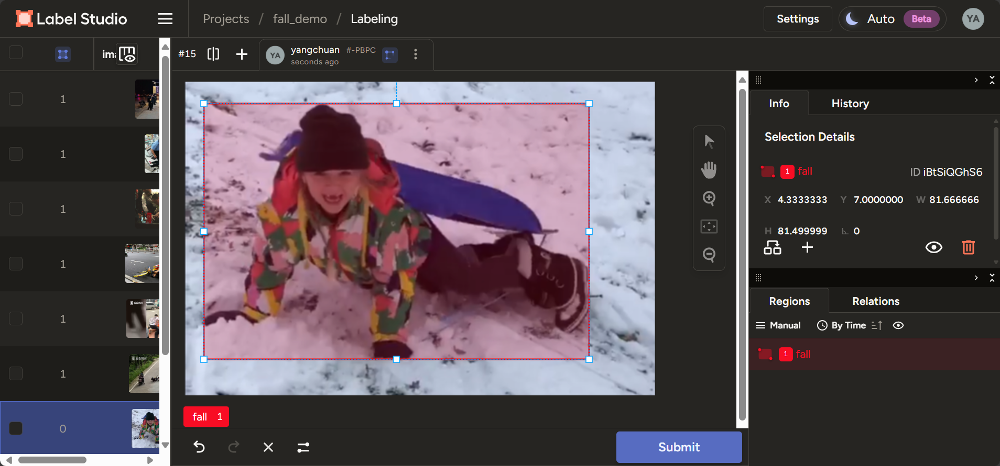 Label Studio
Projects / fall_demo / Labeling
Settings
Auto Beta
YA
ima
#15
YA
yangchuan #-PBPC
seconds ago
1
1
1
1
1
1
0
fall 1
Submit
Info History
Selection Details
1 fall ID iBtSiQGhS6
X 4.3333333 Y 7.0000000 W 81.666666
H 81.499999 0
Regions Relations
Manual By Time
1 fall